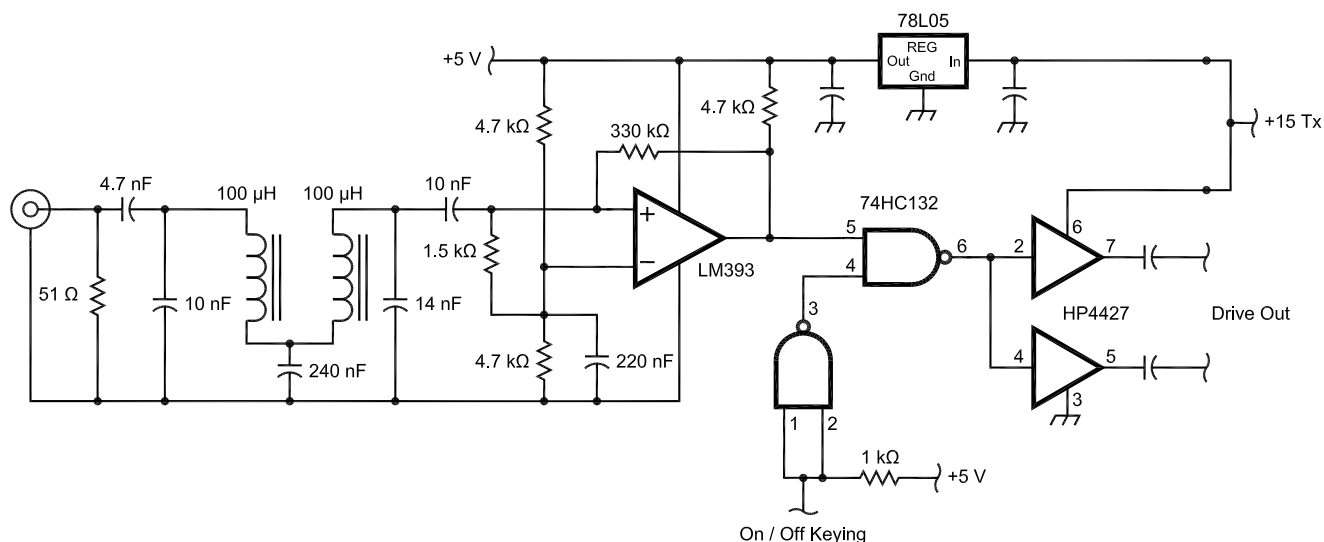 78L05
REG
Out
In
Gnd
+5 V
4.7 kΩ
4.7 kΩ
330 kΩ
+15 Tx
4.7 nF
100 µH
100 µH
10 nF
+
−
LM393
1.5 kΩ
51 Ω
10 nF
14 nF
240 nF
4.7 kΩ
220 nF
74HC132
5
4
6
3
1
2
2
6
7
HP4427
4
5
3
Drive Out
1 kΩ
+5 V
On / Off Keying